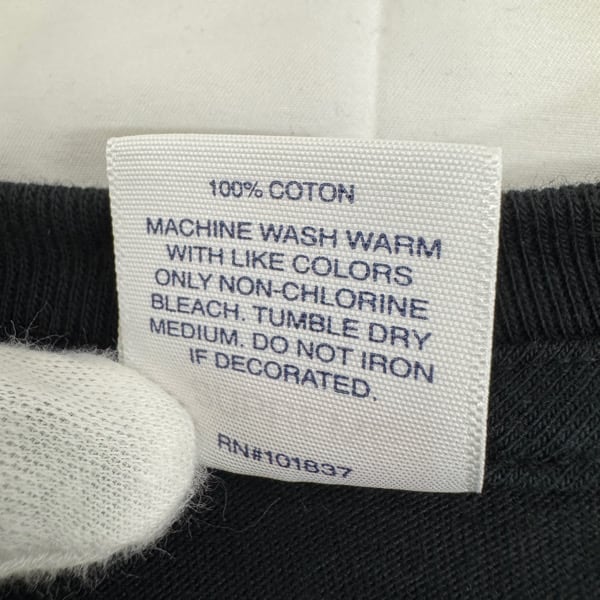 100% COTON
MACHINE WASH WARM
WITH LIKE COLORS
ONLY NON-CHLORINE
BLEACH. TUMBLE DRY
MEDIUM. DO NOT IRON
IF DECORATED.
RN#101837